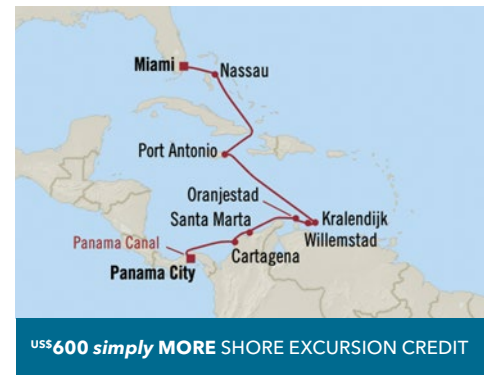 Miami
Nassau
Port Antonio
Oranjestad
Santa Marta
Kralendijk
Willemstad
Cartagena
Panama Canal
Panama City
US$600 simply MORE SHORE EXCURSION CREDIT